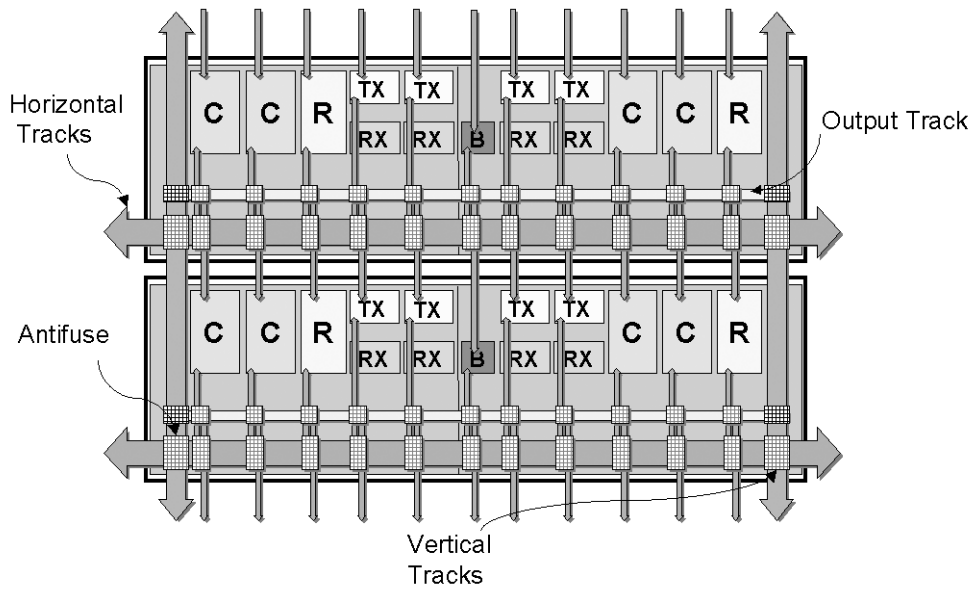 C C R TX TX TX TX C C R
RX RX B RX RX
Horizontal
Tracks
Output Track
C C R TX TX TX TX C C R
RX RX B RX RX
Antifuse
Vertical
Tracks